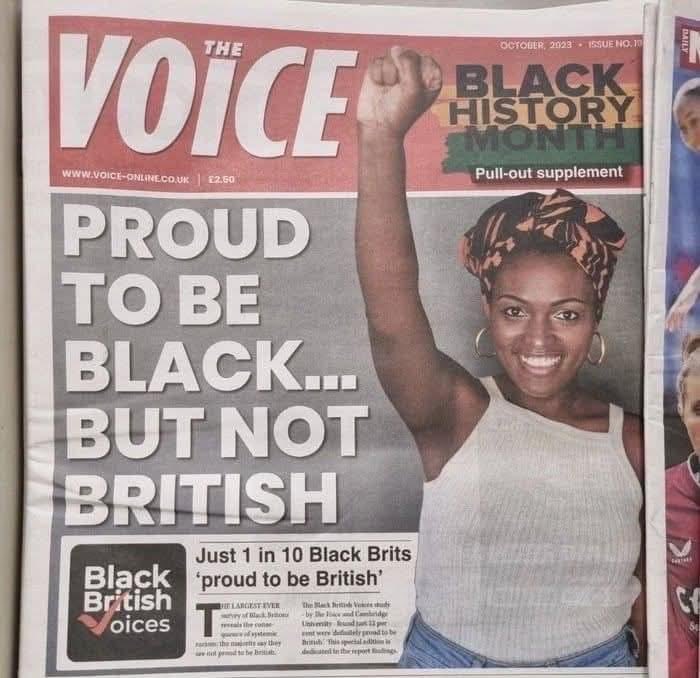 THE
VOICE
OCTOBER, 2023 • ISSUE NO. 19
BLACK
HISTORY
MONTH
Pull-out supplement
WWW.VOICE-ONLINE.CO.UK | £2.50
PROUD
TO BE
BLACK...
BUT NOT
BRITISH
Black
British
Voices
Just 1 in 10 Black Brits
'proud to be British'
THE LARGEST-EVER
survey of Black Britons
reveals the conse-
quence of systemic
racism: the majority say they
are not proud to be British.
The Black British Voices study
- by The Voice and Cambridge
University - found just 12 per
cent were definitely proud to be
British. This special edition is
dedicated to the report findings.
DAILY